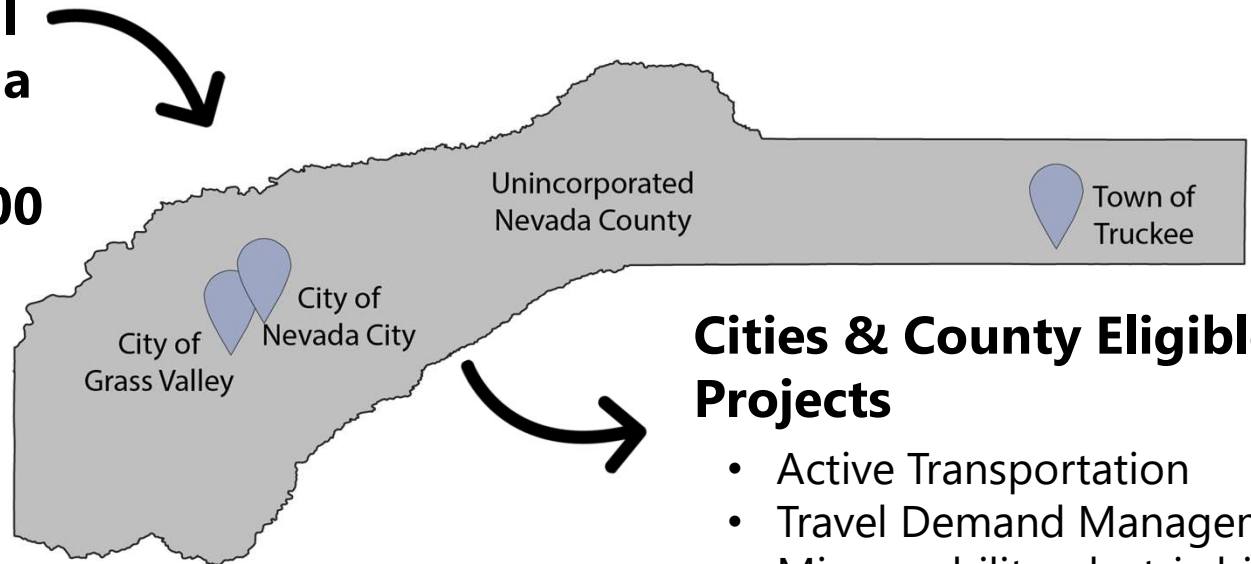 a
00
Unincorporated
Nevada County
Town of
Truckee
City of
Nevada City
City of
Grass Valley
Cities & County Eligibl
Projects
• Active Transportation
• Travel Demand Manager